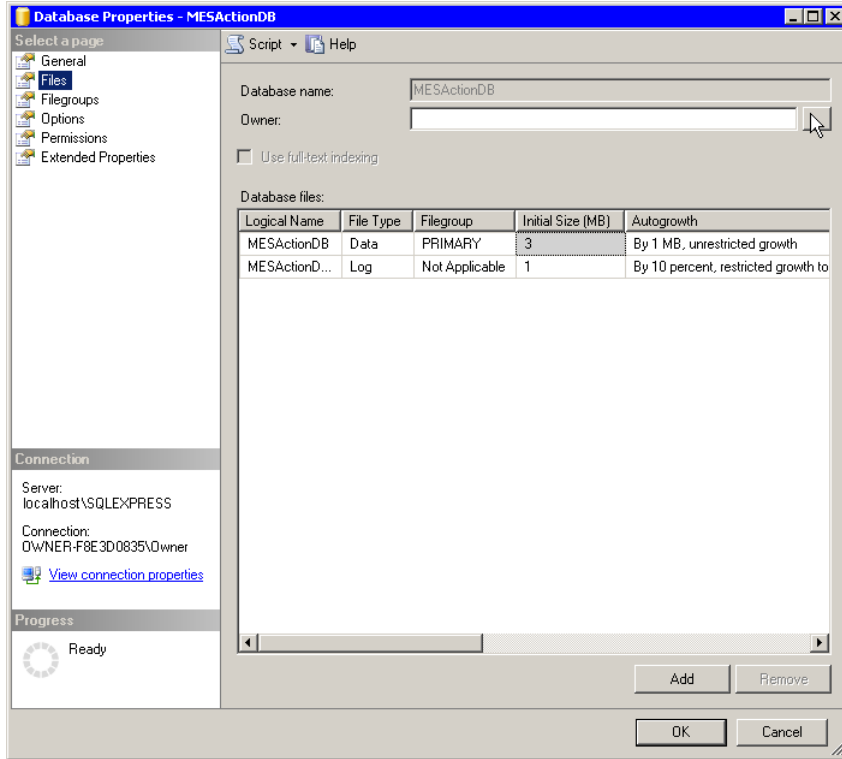 Database Properties - MESActionDB
Select a page
General
Files
Filegroups
Options
Permissions
Extended Properties
Script
Help
Database name: MESActionDB
Owner:
Use full-text indexing
Database files:
Logical Name File Type Filegroup Initial Size (MB) Autogrowth
MESActionDB Data PRIMARY 3 By 1 MB, unrestricted growth
MESActionD... Log Not Applicable 1 By 10 percent, restricted growth to
Connection
Server:
localhost\SQLEXPRESS
Connection:
OWNER-F8E3D0835\Owner
View connection properties
Progress
Ready
Add Remove
OK Cancel